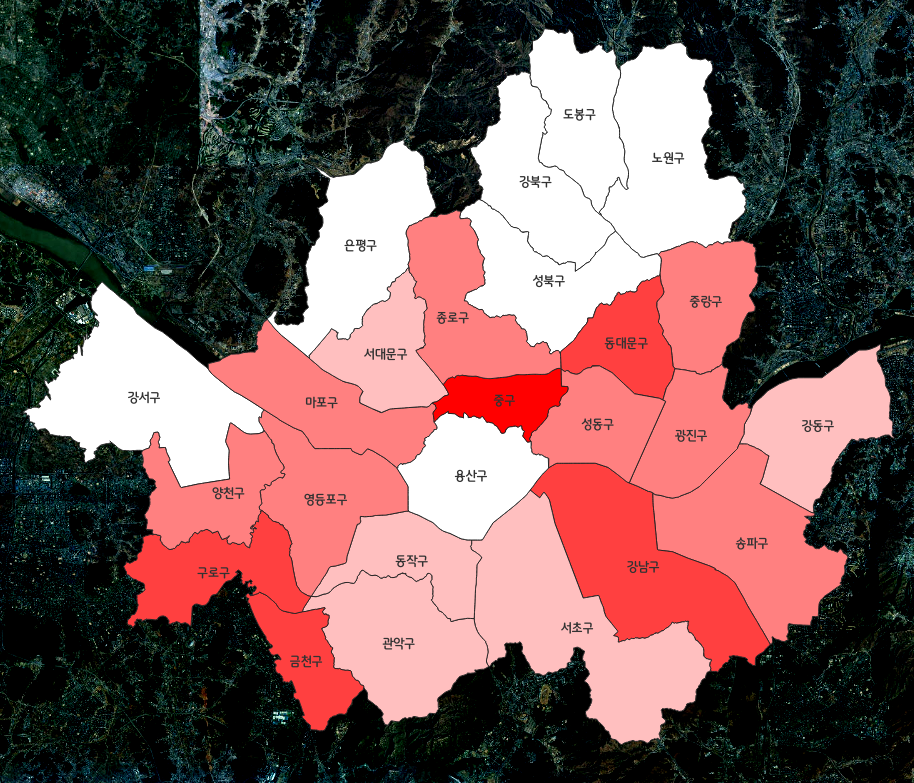 도봉구
노원구
강북구
은평구
성북구
중랑구
종로구
동대문구
서대문구
강서구
마포구
중구
성동구
강동구
광진구
용산구
양천구
영등포구
송파구
동작구
강남구
구로구
서초구
관악구
금천구